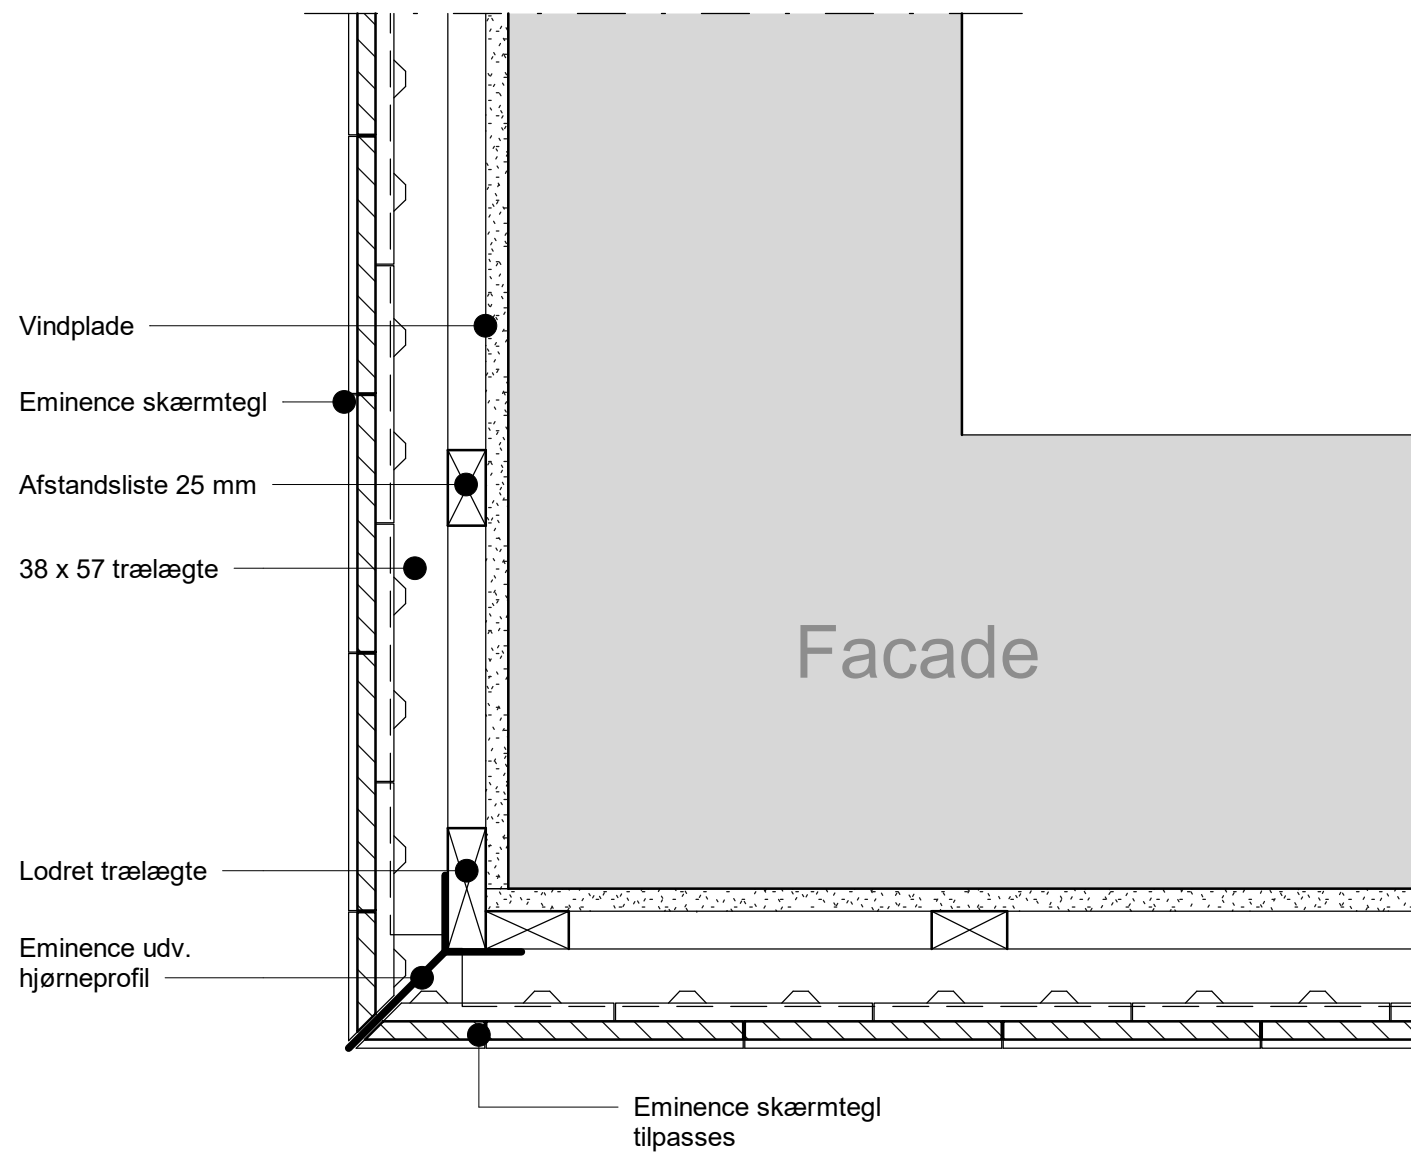 Vindplade
Eminence skærmtegl
Afstandsliste 25 mm
38 x 57 trælægte
Facade
Lodret trælægte
Eminence udv.
hjørneprofil
Eminence skærmtegl
tilpasses